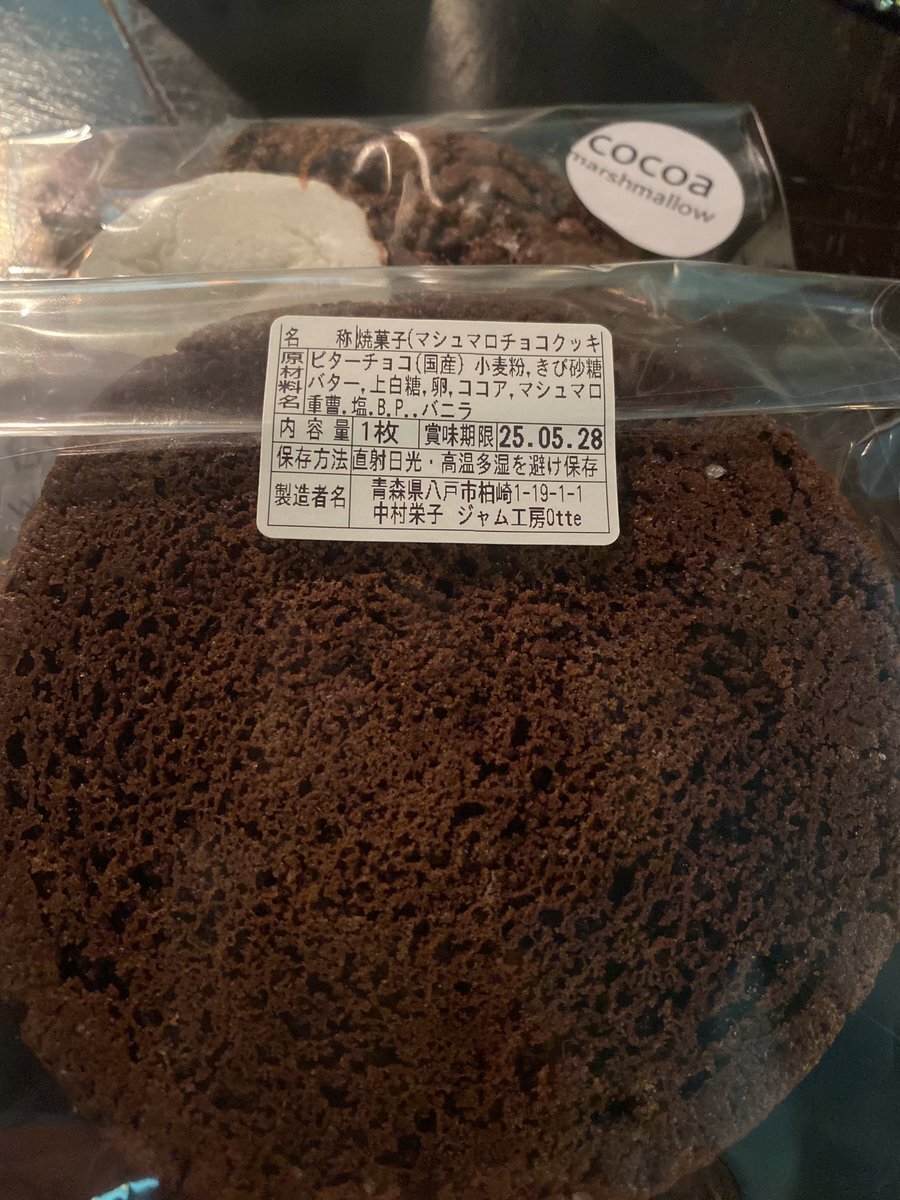 cocoa
marshmallow
名 称 焼菓子(マシュマロチョコクッキ
原材料名 ビターチョコ(国産) 小麦粉,きび砂糖
バター,上白糖,卵,ココア,マシュマロ
重曹.塩.B.P.,バニラ
内容量 1枚 賞味期限 25.05.28
保存方法 直射日光・高温多湿を避け保存
製造者名 青森県八戸市柏崎1-19-1-1
中村栄子 ジャム工房Otte